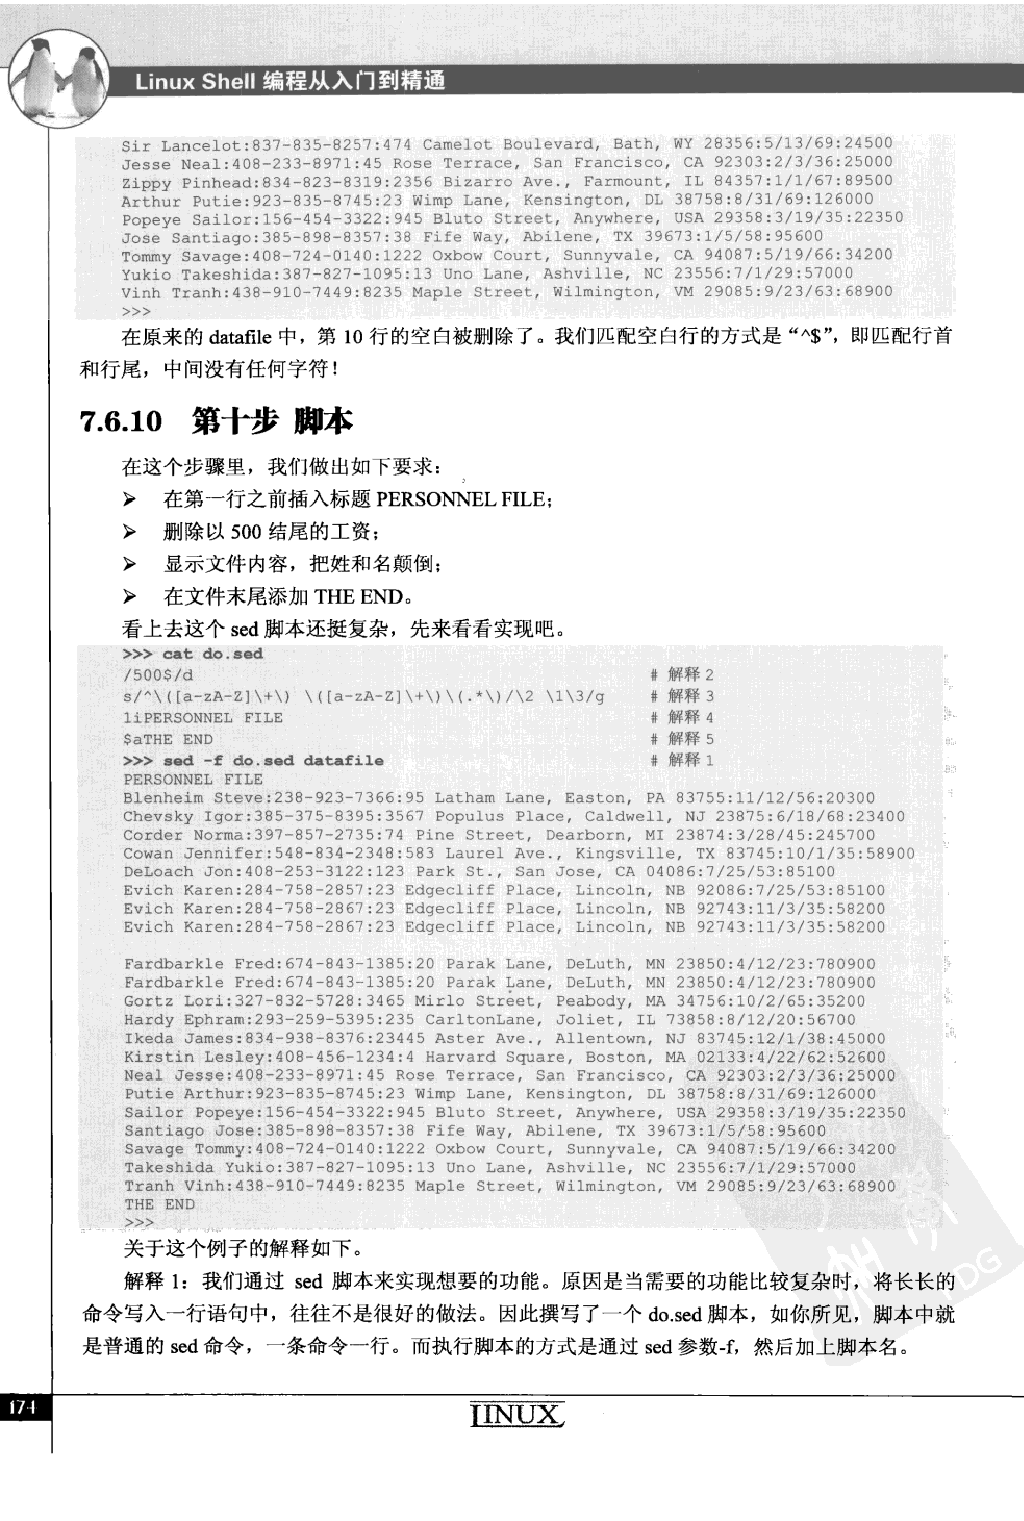 Linux Shell 编程从入门到精通
Sir Lancelot:837-835-8257:474 Camelot Boulevard, Bath, WY 28356:5/13/69:24500
Jesse Neal:408-233-8971:45 Rose Terrace, San Francisco, CA 92303:2/3/36:25000
Zippy Pinhead:834-823-8319:2356 Bizarro Ave., Farmount, IL 84357:1/1/67:89500
Arthur Putie:923-835-8745:23 Wimp Lane, Kensington, DL 38758:8/31/69:126000
Popeye Sailor:156-454-3322:945 Bluto Street, Anywhere, USA 29358:3/19/35:22350
Jose Santiago:385-898-8357:38 Fife Way, Abilene, TX 39673:1/5/58:95600
Tommy Savage:408-724-0140:1222 Oxbow Court, Sunnyvale, CA 94087:5/19/66:34200
Yukio Takeshida:387-827-1095:13 Uno Lane, Ashville, NC 23556:7/1/29:57000
Vinh Tranh:438-910-7449:8235 Maple Street, Wilmington, VM 29085:9/23/63:68900
>>>
在原来的 datafile 中，第 10 行的空白被删除了。我们匹配空白行的方式是“^$”，即匹配行首
和行尾，中间没有任何字符！
7.6.10 第十步 脚本
在这个步骤里，我们做出如下要求：
➢ 在第一行之前插入标题 PERSONNEL FILE；
➢ 删除以 500 结尾的工资；
➢ 显示文件内容，把姓和名颠倒；
➢ 在文件末尾添加 THE END。
看上去这个 sed 脚本还挺复杂，先来看看实现吧。
>>> cat do.sed
/500$/d # 解释 2
s/^\([a-zA-Z]\+\) \([a-zA-Z]\+\)\(.*\)/\2 \1\3/g # 解释 3
1iPERSONNEL FILE # 解释 4
$aTHE END # 解释 5
>>> sed -f do.sed datafile # 解释 1
PERSONNEL FILE
Blenheim Steve:238-923-7366:95 Latham Lane, Easton, PA 83755:11/12/56:20300
Chevsky Igor:385-375-8395:3567 Populus Place, Caldwell, NJ 23875:6/18/68:23400
Corder Norma:397-857-2735:74 Pine Street, Dearborn, MI 23874:3/28/45:245700
Cowan Jennifer:548-834-2348:583 Laurel Ave., Kingsville, TX 83745:10/1/35:58900
DeLoach Jon:408-253-3122:123 Park St., San Jose, CA 04086:7/25/53:85100
Evich Karen:284-758-2857:23 Edgecliff Place, Lincoln, NB 92086:7/25/53:85100
Evich Karen:284-758-2867:23 Edgecliff Place, Lincoln, NB 92743:11/3/35:58200
Evich Karen:284-758-2867:23 Edgecliff Place, Lincoln, NB 92743:11/3/35:58200
Fardbarkle Fred:674-843-1385:20 Parak Lane, DeLuth, MN 23850:4/12/23:780900
Fardbarkle Fred:674-843-1385:20 Parak Lane, DeLuth, MN 23850:4/12/23:780900
Gortz Lori:327-832-5728:3465 Mirlo Street, Peabody, MA 34756:10/2/65:35200
Hardy Ephram:293-259-5395:235 CarltonLane, Joliet, IL 73858:8/12/20:56700
Ikeda James:834-938-8376:23445 Aster Ave., Allentown, NJ 83745:12/1/38:45000
Kirstin Lesley:408-456-1234:4 Harvard Square, Boston, MA 02133:4/22/62:52600
Neal Jesse:408-233-8971:45 Rose Terrace, San Francisco, CA 92303:2/3/36:25000
Putie Arthur:923-835-8745:23 Wimp Lane, Kensington, DL 38758:8/31/69:126000
Sailor Popeye:156-454-3322:945 Bluto Street, Anywhere, USA 29358:3/19/35:22350
Santiago Jose:385-898-8357:38 Fife Way, Abilene, TX 39673:1/5/58:95600
Savage Tommy:408-724-0140:1222 Oxbow Court, Sunnyvale, CA 94087:5/19/66:34200
Takeshida Yukio:387-827-1095:13 Uno Lane, Ashville, NC 23556:7/1/29:57000
Tranh Vinh:438-910-7449:8235 Maple Street, Wilmington, VM 29085:9/23/63:68900
THE END
>>>
关于这个例子的解释如下。
解释 1：我们通过 sed 脚本来实现想要的功能。原因是当需要的功能比较复杂时，将长长的
命令写入一行语句中，往往不是很好的做法。因此撰写了一个 do.sed 脚本，如你所见，脚本中就
是普通的 sed 命令，一条命令一行。而执行脚本的方式是通过 sed 参数-f，然后加上脚本名。
174
LINUX